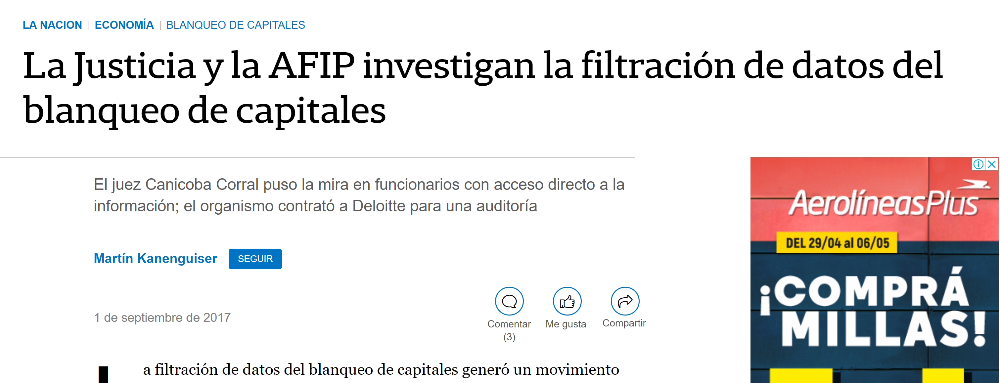 LA NACION | ECONOMÍA | BLANQUEO DE CAPITALES
La Justicia y la AFIP investigan la filtración de datos del
blanqueo de capitales
El juez Canicoba Corral puso la mira en funcionarios con acceso directo a la
información; el organismo contrató a Deloitte para una auditoría
Martín Kanenguiser SEGUIR
1 de septiembre de 2017
Comentar
(3)
Me gusta
Compartir
a filtración de datos del blanqueo de capitales generó un movimiento
AerolíneasPlus
DEL 29/04 al 06/05
¡COMPRÁ
MILLAS!